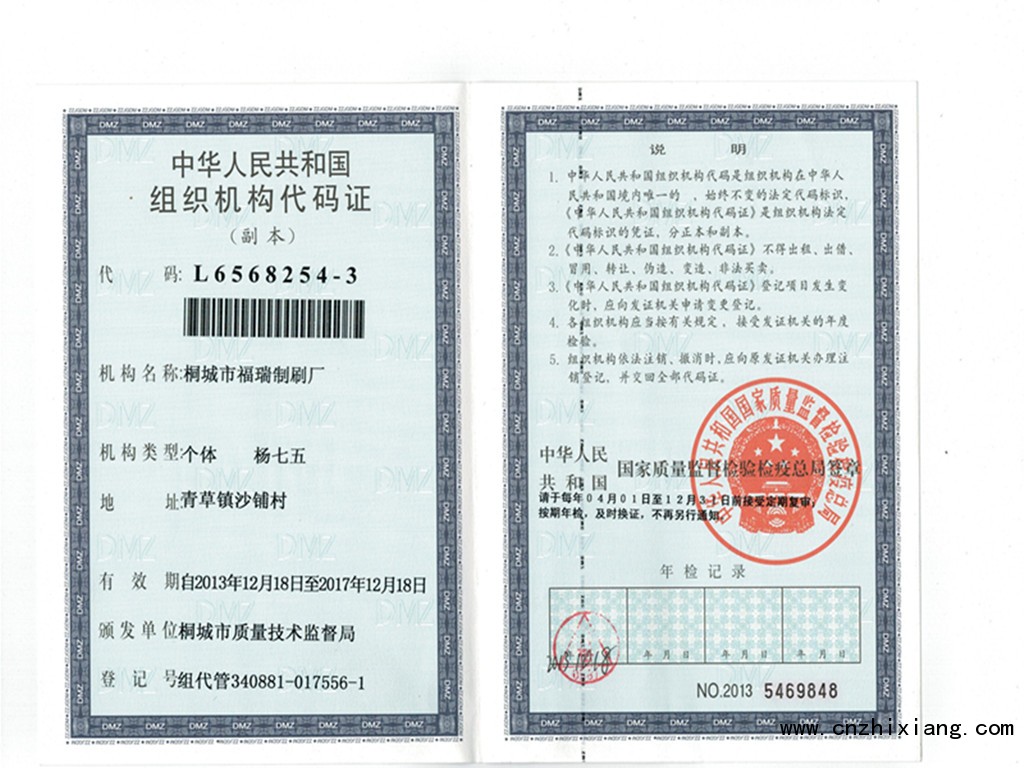 中华人民共和国
组织机构代码证
(副本)
代 码: L6568254-3
机构名称:桐城市福瑞制刷厂
机构类型个体 杨七五
地 址青草镇沙铺村
有 效 期自2013年12月18日至2017年12月18日
颁发单位桐城市质量技术监督局
登 记 号组代管340881-017556-1
说 明
1. 中华人民共和国组织机构代码是组织机构在中华人
民共和国境内唯一的 、始终不变的法定代码标识,
《中华人民共和国组织机构代码证》是组织机构法定
代码标识的凭证,分正本和副本。
2.《中华人民共和国组织机构代码证》不得出租、出借、
冒用、转让、伪造、变造、非法买卖。
3.《中华人民共和国组织机构代码证》登记项目发生变
化时,应向发证机关申请变更登记。
4. 各组织机构应当按有关规定,接受发证机关的年度
检验。
5. 组织机构依法注销、撤消时,应向原发证机关办理注
销登记,并交回全部代码证。
中华人民
共和国 国家质量监督检验检疫总局签章
请于每年04月01日至12月31日前接受定期复审,
按期年检,及时换证,不再另行通知。
中华人民共和国国家质量监督检验检疫总局
年检记录
年 月 日 年 月 日 年 月 日
NO.2013 5469848
www.cnzhixiang.com